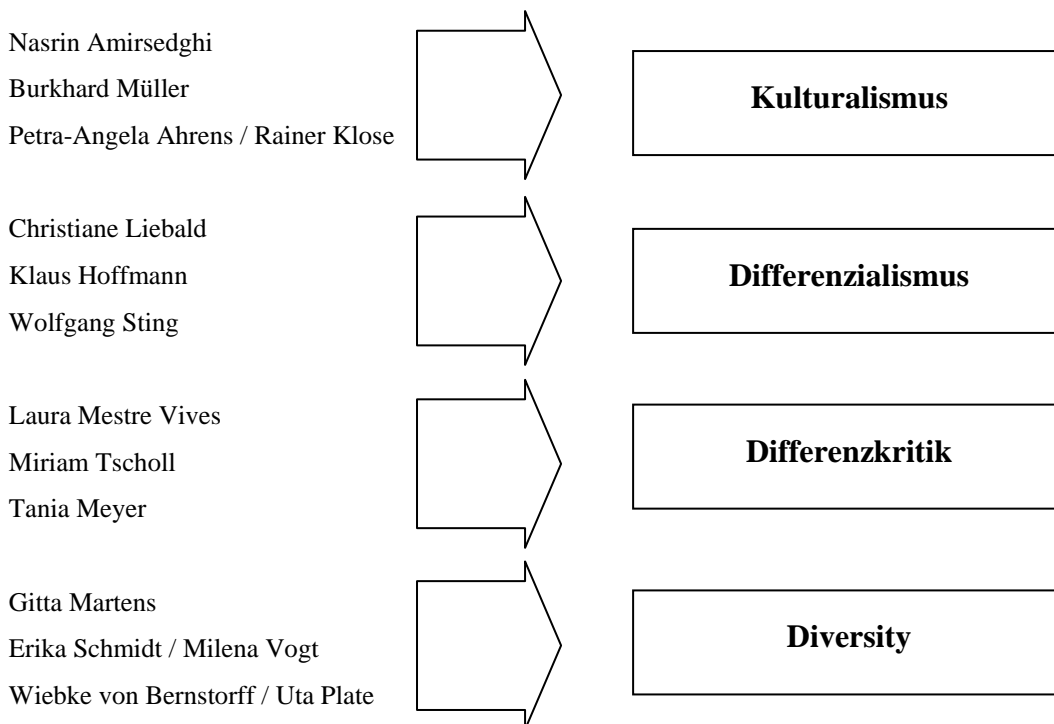 Nasrin Amirsedghi
Burkhard Müller
Petra-Angela Ahrens / Rainer Klose
Kulturalismus
Christiane Liebald
Klaus Hoffmann
Wolfgang Sting
Differenzialismus
Laura Mestre Vives
Miriam Tscholl
Tania Meyer
Differenzkritik
Gitta Martens
Erika Schmidt / Milena Vogt
Wiebke von Bernstorff / Uta Plate
Diversity